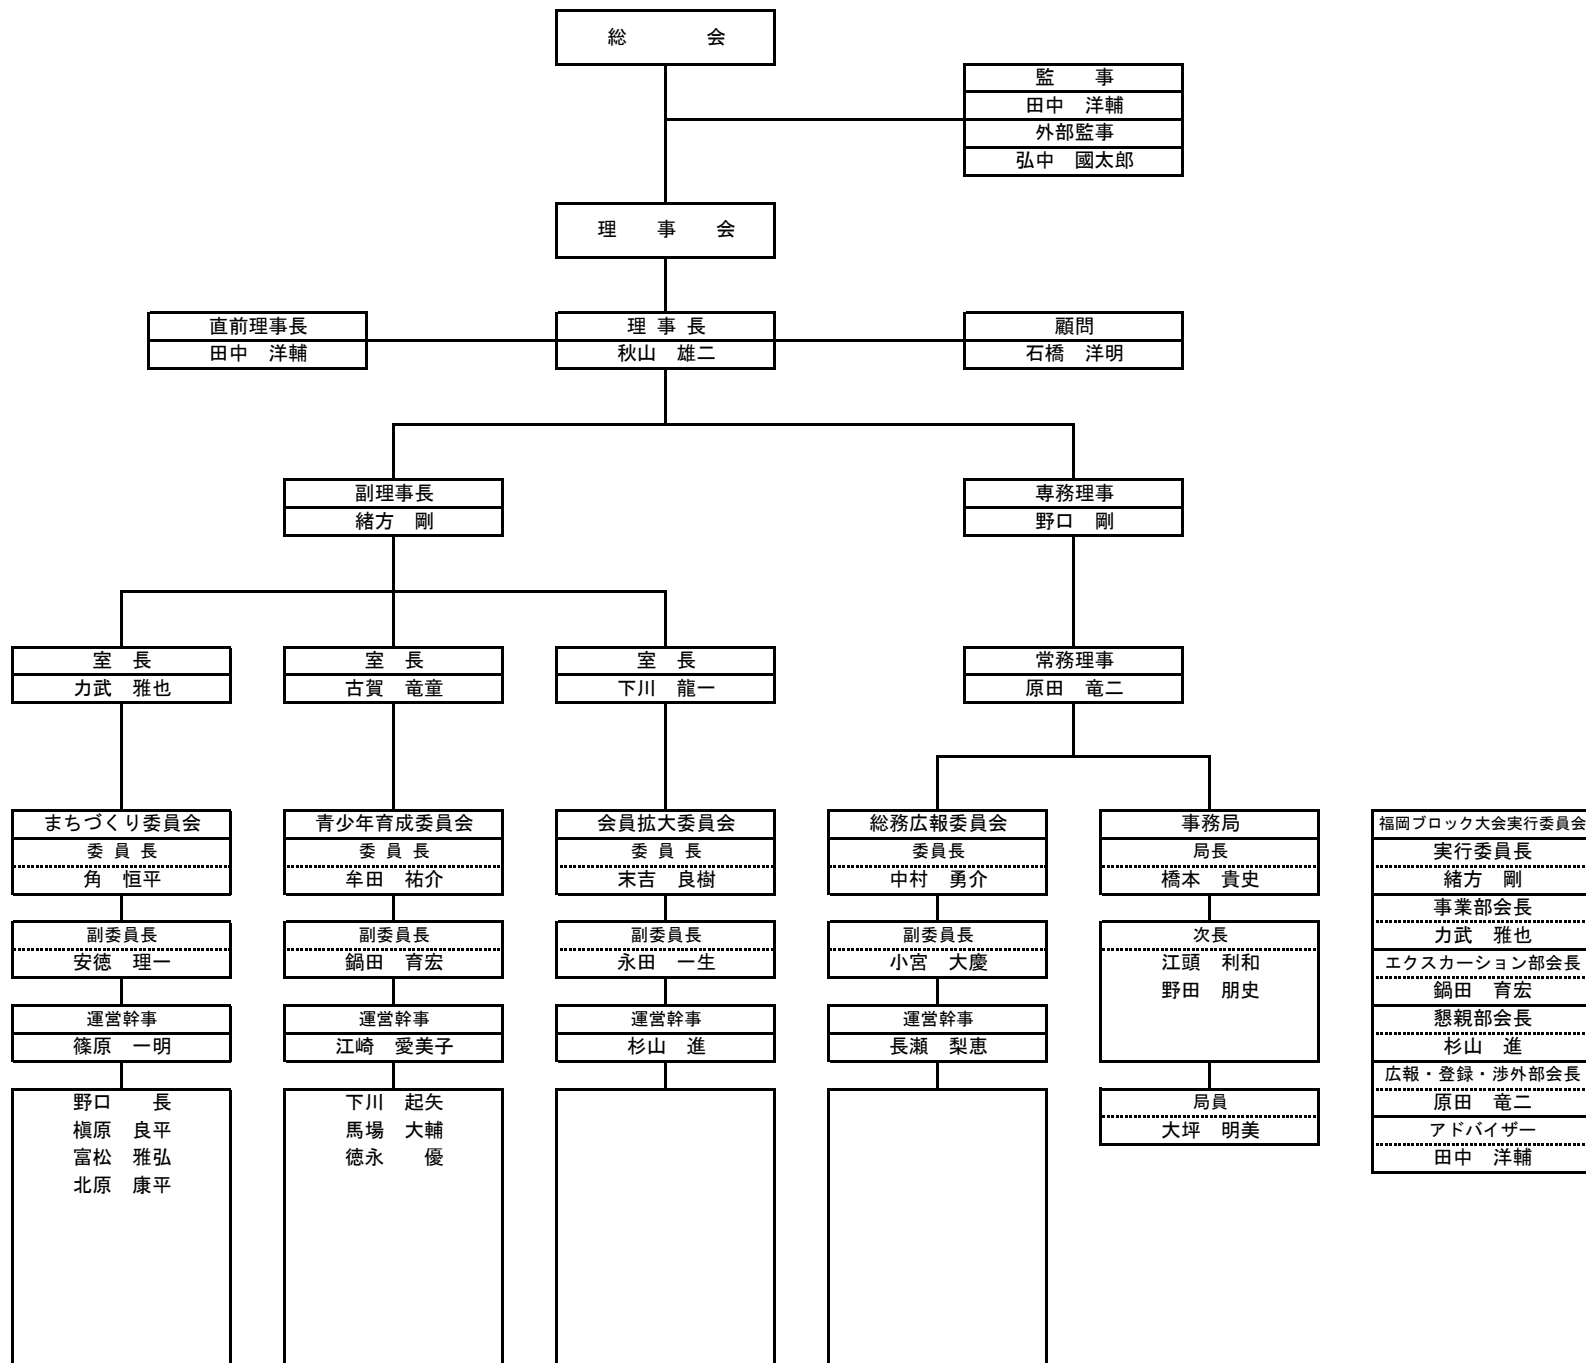 総　　　　会
監　　事
田中　洋輔
外部監事
弘中　國太郎
理　　事　　会
直前理事長
田中　洋輔
理 事 長
秋山　雄二
顧問
石橋　洋明
副理事長
緒方　剛
専務理事
野口　剛
室　長
力武　雅也
室　長
古賀　竜童
室　長
下川　龍一
常務理事
原田　竜二
まちづくり委員会
委 員 長
角　恒平
副委員長
安徳　理一
運営幹事
篠原　一明
野口　　長
槇原　良平
富松　雅弘
北原　康平
青少年育成委員会
委 員 長
牟田　祐介
副委員長
鍋田　育宏
運営幹事
江崎　愛美子
下川　起矢
馬場　大輔
徳永　　優
会員拡大委員会
委 員 長
末吉　良樹
副委員長
永田　一生
運営幹事
杉山　進
総務広報委員会
委員長
中村　勇介
副委員長
小宮　大慶
運営幹事
長瀬　梨恵
事務局
局長
橋本　貴史
次長
江頭　利和
野田　朋史
局員
大坪　明美
福岡ブロック大会実行委員会
実行委員長
緒方　剛
事業部会長
力武　雅也
エクスカーション部会長
鍋田　育宏
懇親部会長
杉山　進
広報・登録・渉外部会長
原田　竜二
アドバイザー
田中　洋輔